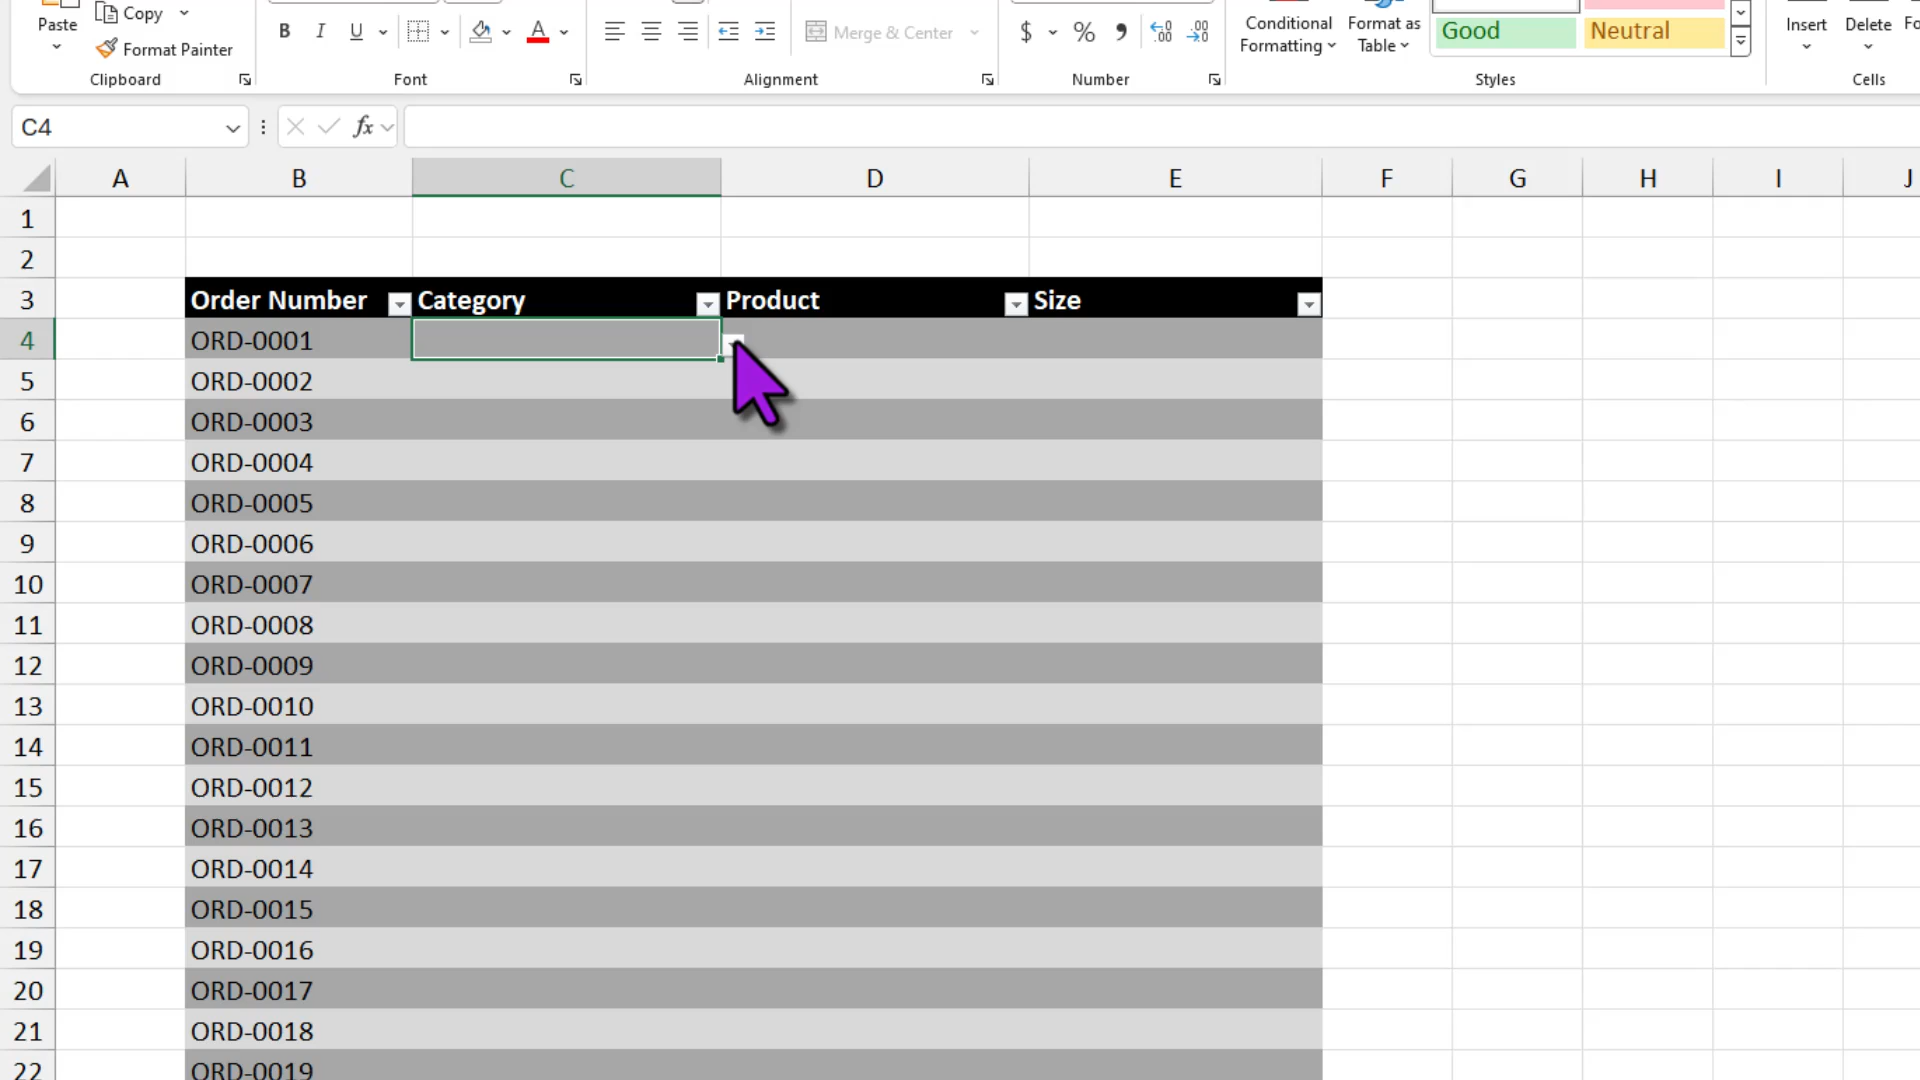 Paste
Copy
Format Painter
Clipboard
B I U
A
Font
Merge & Center
Alignment
$ % 9
.00
.00
Number
Conditional
Formatting
Format as
Table
Good
Neutral
Styles
Insert
Delete
Cells
C4
fx
A B C D E F G H I J
1
2
3 Order Number Category Product Size
4 ORD-0001
5 ORD-0002
6 ORD-0003
7 ORD-0004
8 ORD-0005
9 ORD-0006
10 ORD-0007
11 ORD-0008
12 ORD-0009
13 ORD-0010
14 ORD-0011
15 ORD-0012
16 ORD-0013
17 ORD-0014
18 ORD-0015
19 ORD-0016
20 ORD-0017
21 ORD-0018
22 ORD-0019